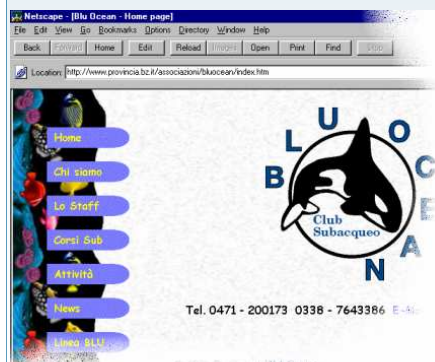 Netscape - [Blu Ocean - Home page]
File Edit View Go Bookmarks Options Directory Window Help
Back Forward Home Edit Reload Images Open Print Find Stop
Location: http://www.provincia.bz.it/associazioni/bluocean/index.htm
BLU OCEAN
Club
Subacqueo
Home
Chi siamo
Lo Staff
Corsi Sub
Attività
News
Linea BLU
Tel. 0471 - 200173 0338 - 7643386